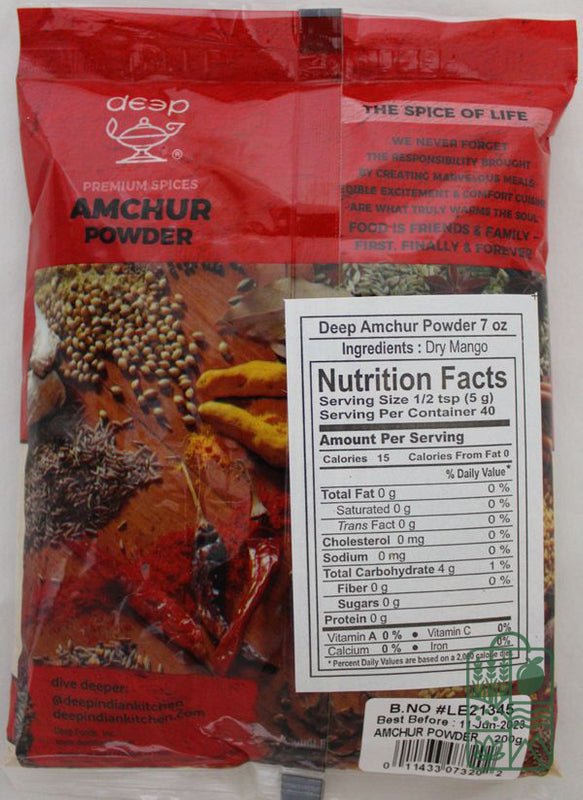 deep
®
PREMIUM SPICES
AMCHUR
POWDER
THE SPICE OF LIFE
WE NEVER FORGET
THE RESPONSIBILITY BROUGHT
BY CREATING MARVELOUS MEALS.
EDIBLE EXCITEMENT & COMFORT CUISINE
ARE WHAT TRULY WARMS THE SOUL.
FOOD IS FRIENDS & FAMILY –
FIRST, FINALLY & FOREVER
Deep Amchur Powder 7 oz
Ingredients : Dry Mango
Nutrition Facts
Serving Size 1/2 tsp (5 g)
Serving Per Container 40
Amount Per Serving
Calories 15 Calories From Fat 0
% Daily Value*
Total Fat 0 g 0 %
Saturated 0 g 0 %
Trans Fact 0 g 0 %
Cholesterol 0 mg 0 %
Sodium 0 mg 0 %
Total Carbohydrate 4 g 1 %
Fiber 0 g 0 %
Sugars 0 g
Protein 0 g
Vitamin A 0 % • Vitamin C 0%
Calcium 0 % • Iron 0%
* Percent Daily Values are based on a 2,000 calorie diet.
dive deeper:
@deepindiankitchen
deepindiankitchen.com
Deep Foods, Inc.
B.NO #LE21345
Best Before : 11-Jun-2023
AMCHUR POWDER 200g
0 11433 07320 2